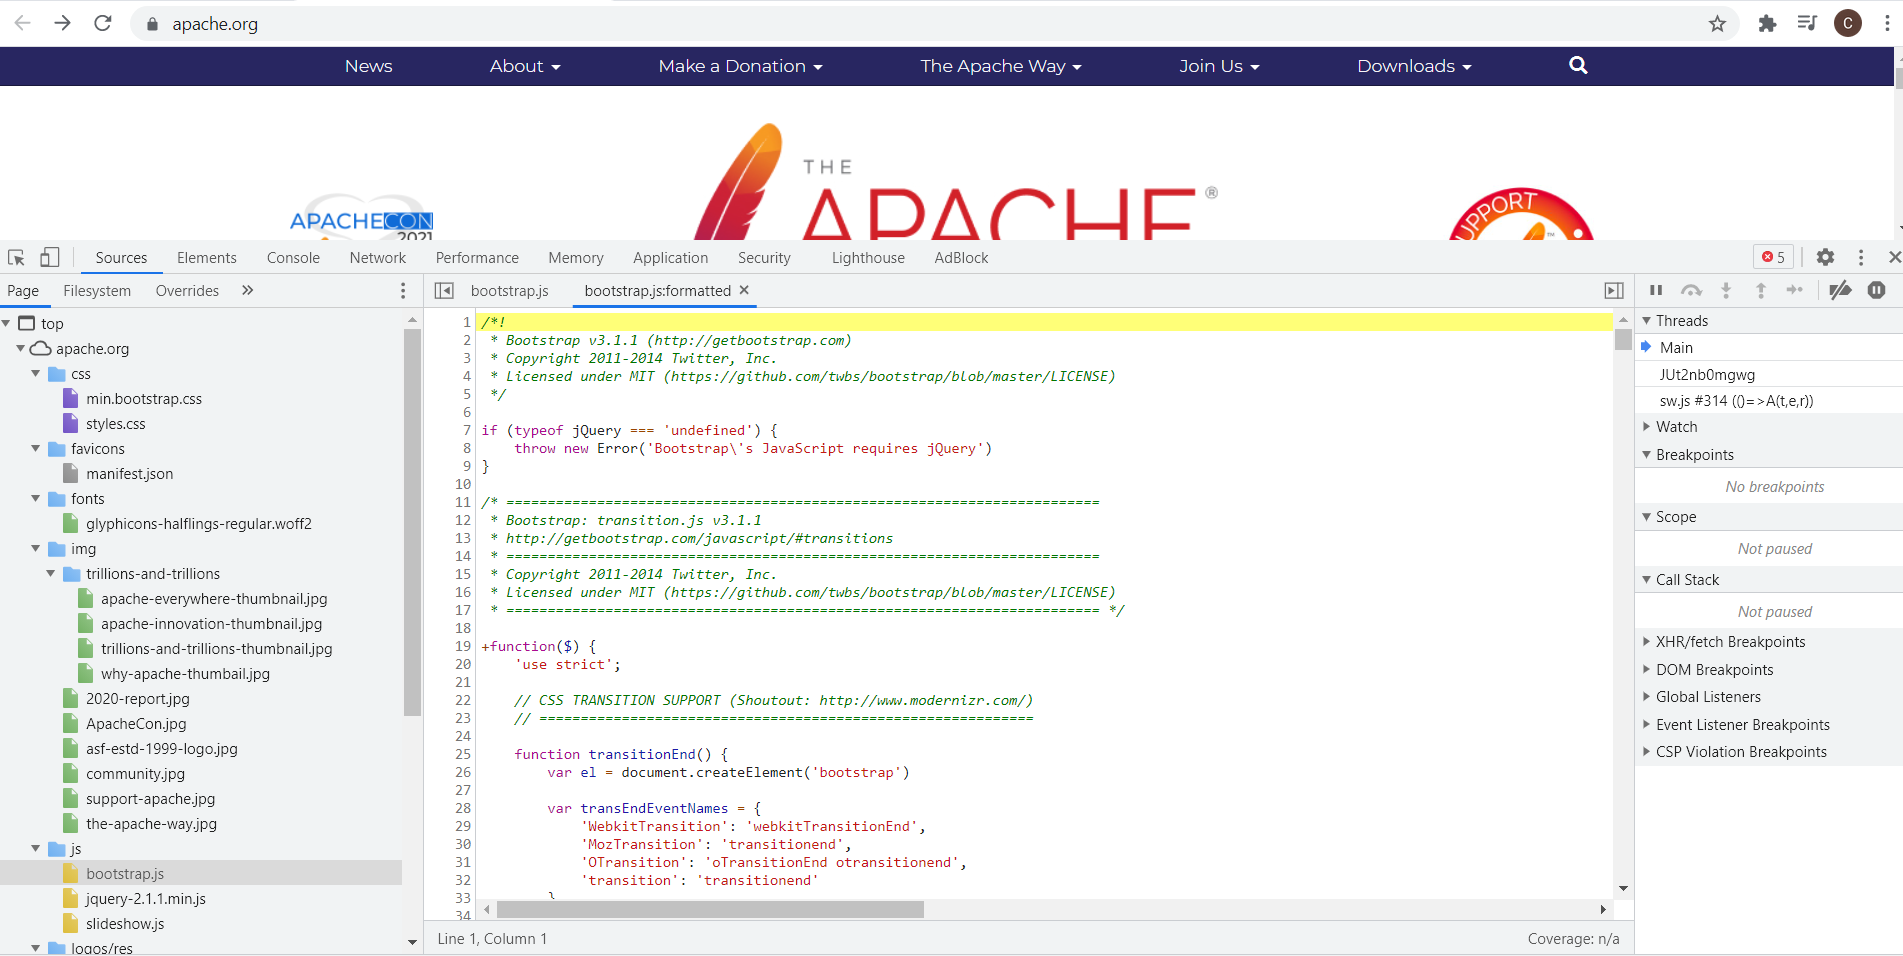 apache.org
C
News About Make a Donation The Apache Way Join Us Downloads
THE
APACHE ®
APACHECON
2021
SUPPORT
Sources Elements Console Network Performance Memory Application Security Lighthouse AdBlock 5
Page Filesystem Overrides » bootstrap.js bootstrap.js:formatted ×
top
apache.org
css
min.bootstrap.css
styles.css
favicons
manifest.json
fonts
glyphicons-halflings-regular.woff2
img
trillions-and-trillions
apache-everywhere-thumbnail.jpg
apache-innovation-thumbnail.jpg
trillions-and-trillions-thumbnail.jpg
why-apache-thumbail.jpg
2020-report.jpg
ApacheCon.jpg
asf-estd-1999-logo.jpg
community.jpg
support-apache.jpg
the-apache-way.jpg
js
bootstrap.js
jquery-2.1.1.min.js
slideshow.js
logos/res
1 /*!
2  * Bootstrap v3.1.1 (http://getbootstrap.com)
3  * Copyright 2011-2014 Twitter, Inc.
4  * Licensed under MIT (https://github.com/twbs/bootstrap/blob/master/LICENSE)
5  */
6
7 if (typeof jQuery === 'undefined') {
8     throw new Error('Bootstrap\'s JavaScript requires jQuery')
9 }
10
11 /* ========================================================================
12  * Bootstrap: transition.js v3.1.1
13  * http://getbootstrap.com/javascript/#transitions
14  * ========================================================================
15  * Copyright 2011-2014 Twitter, Inc.
16  * Licensed under MIT (https://github.com/twbs/bootstrap/blob/master/LICENSE)
17  * ======================================================================== */
18
19 +function($) {
20     'use strict';
21
22     // CSS TRANSITION SUPPORT (Shoutout: http://www.modernizr.com/)
23     // ============================================================
24
25     function transitionEnd() {
26         var el = document.createElement('bootstrap')
27
28         var transEndEventNames = {
29             'WebkitTransition': 'webkitTransitionEnd',
30             'MozTransition': 'transitionend',
31             'OTransition': 'oTransitionEnd otransitionend',
32             'transition': 'transitionend'
33         }
34
Line 1, Column 1
Coverage: n/a
Threads
Main
JUt2nb0mgwg
sw.js #314 (()=>A(t,e,r))
Watch
Breakpoints
No breakpoints
Scope
Not paused
Call Stack
Not paused
XHR/fetch Breakpoints
DOM Breakpoints
Global Listeners
Event Listener Breakpoints
CSP Violation Breakpoints